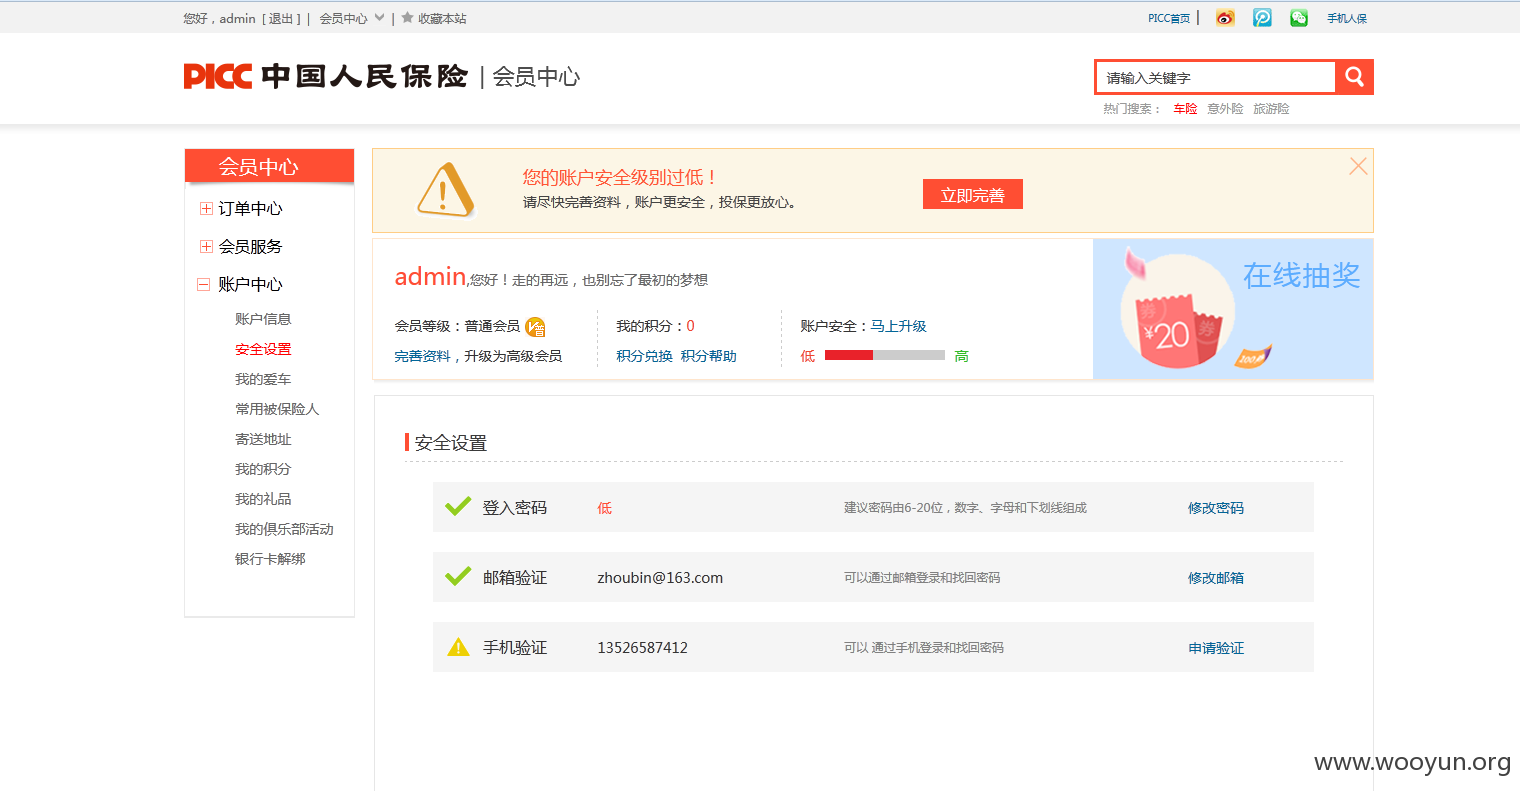 您好，admin [ 退出 ] | 会员中心 | 收藏本站
PICC首页 | 手机人保
PICC 中国人民保险 | 会员中心
请输入关键字
热门搜索： 车险 意外险 旅游险
会员中心
订单中心
会员服务
账户中心
账户信息
安全设置
我的爱车
常用被保险人
寄送地址
我的积分
我的礼品
我的俱乐部活动
银行卡解绑
您的账户安全级别过低！
请尽快完善资料，账户更安全，投保更放心。
立即完善
admin,您好！走的再远，也别忘了最初的梦想
会员等级：普通会员
完善资料，升级为高级会员
我的积分：0
积分兑换 积分帮助
账户安全：马上升级
低 高
在线抽奖
券 ¥20 券
安全设置
登入密码 低 建议密码由6-20位，数字、字母和下划线组成 修改密码
邮箱验证 zhoubin@163.com 可以通过邮箱登录和找回密码 修改邮箱
手机验证 13526587412 可以 通过手机登录和找回密码 申请验证
www.wooyun.org